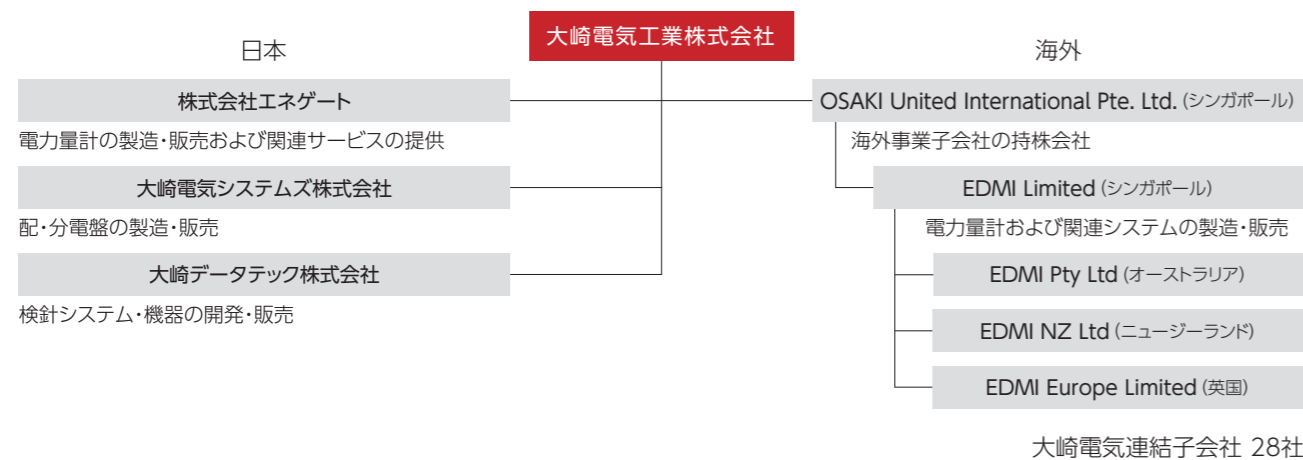 大崎電気工業株式会社
日本
株式会社エネゲート
電力量計の製造・販売および関連サービスの提供
大崎電気システムズ株式会社
配・分電盤の製造・販売
大崎データテック株式会社
検針システム・機器の開発・販売
海外
OSAKI United International Pte. Ltd. (シンガポール)
海外事業子会社の持株会社
EDMI Limited (シンガポール)
電力量計および関連システムの製造・販売
EDMI Pty Ltd (オーストラリア)
EDMI NZ Ltd (ニュージーランド)
EDMI Europe Limited (英国)
大崎電気連結子会社 28社